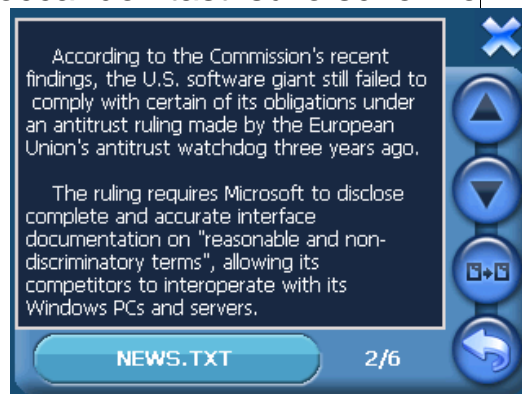 According to the Commission's recent
findings, the U.S. software giant still failed to
comply with certain of its obligations under
an antitrust ruling made by the European
Union's antitrust watchdog three years ago.
The ruling requires Microsoft to disclose
complete and accurate interface
documentation on "reasonable and non-
discriminatory terms", allowing its
competitors to interoperate with its
Windows PCs and servers.
NEWS.TXT
2/6